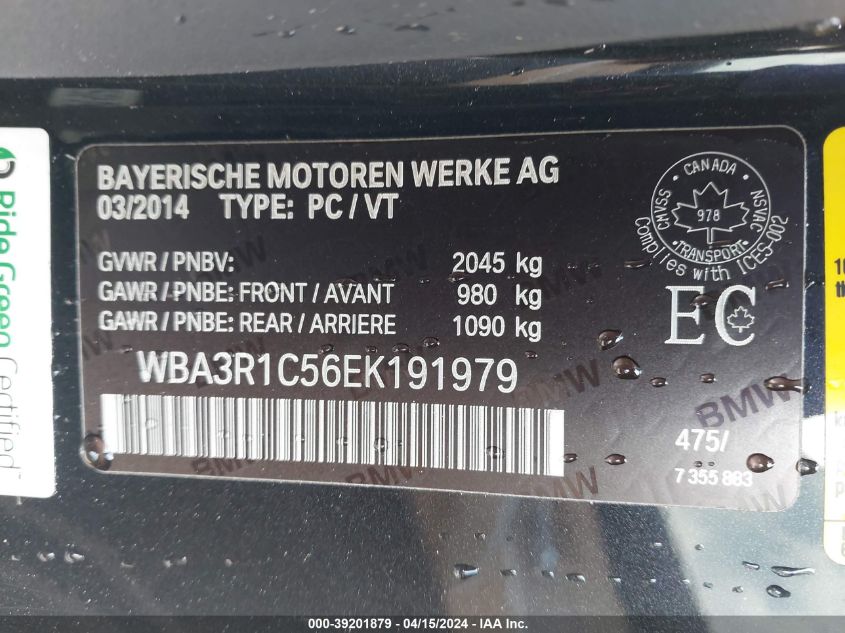 BAYERISCHE MOTOREN WERKE AG
03/2014 TYPE: PC / VT
GVWR / PNBV: 2045 kg
GAWR / PNBE: FRONT / AVANT 980 kg
GAWR / PNBE: REAR / ARRIERE 1090 kg
WBA3R1C56EK191979
475/
7 355 883
CANADA
CMVSS
NSVAC
978
TRANSPORT
Complies with ICES-002
EC
BMW
Ride Green Certified
000-39201879 - 04/15/2024 - IAA, Inc.